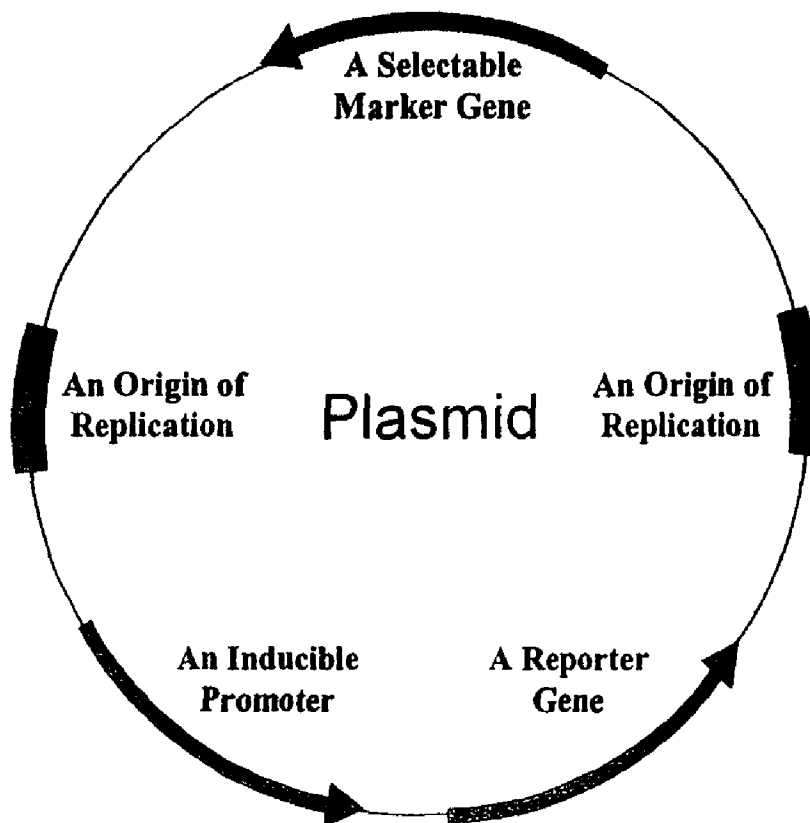 A Selectable
Marker Gene
An Origin of
Replication
Plasmid
An Origin of
Replication
An Inducible
Promoter
A Reporter
Gene